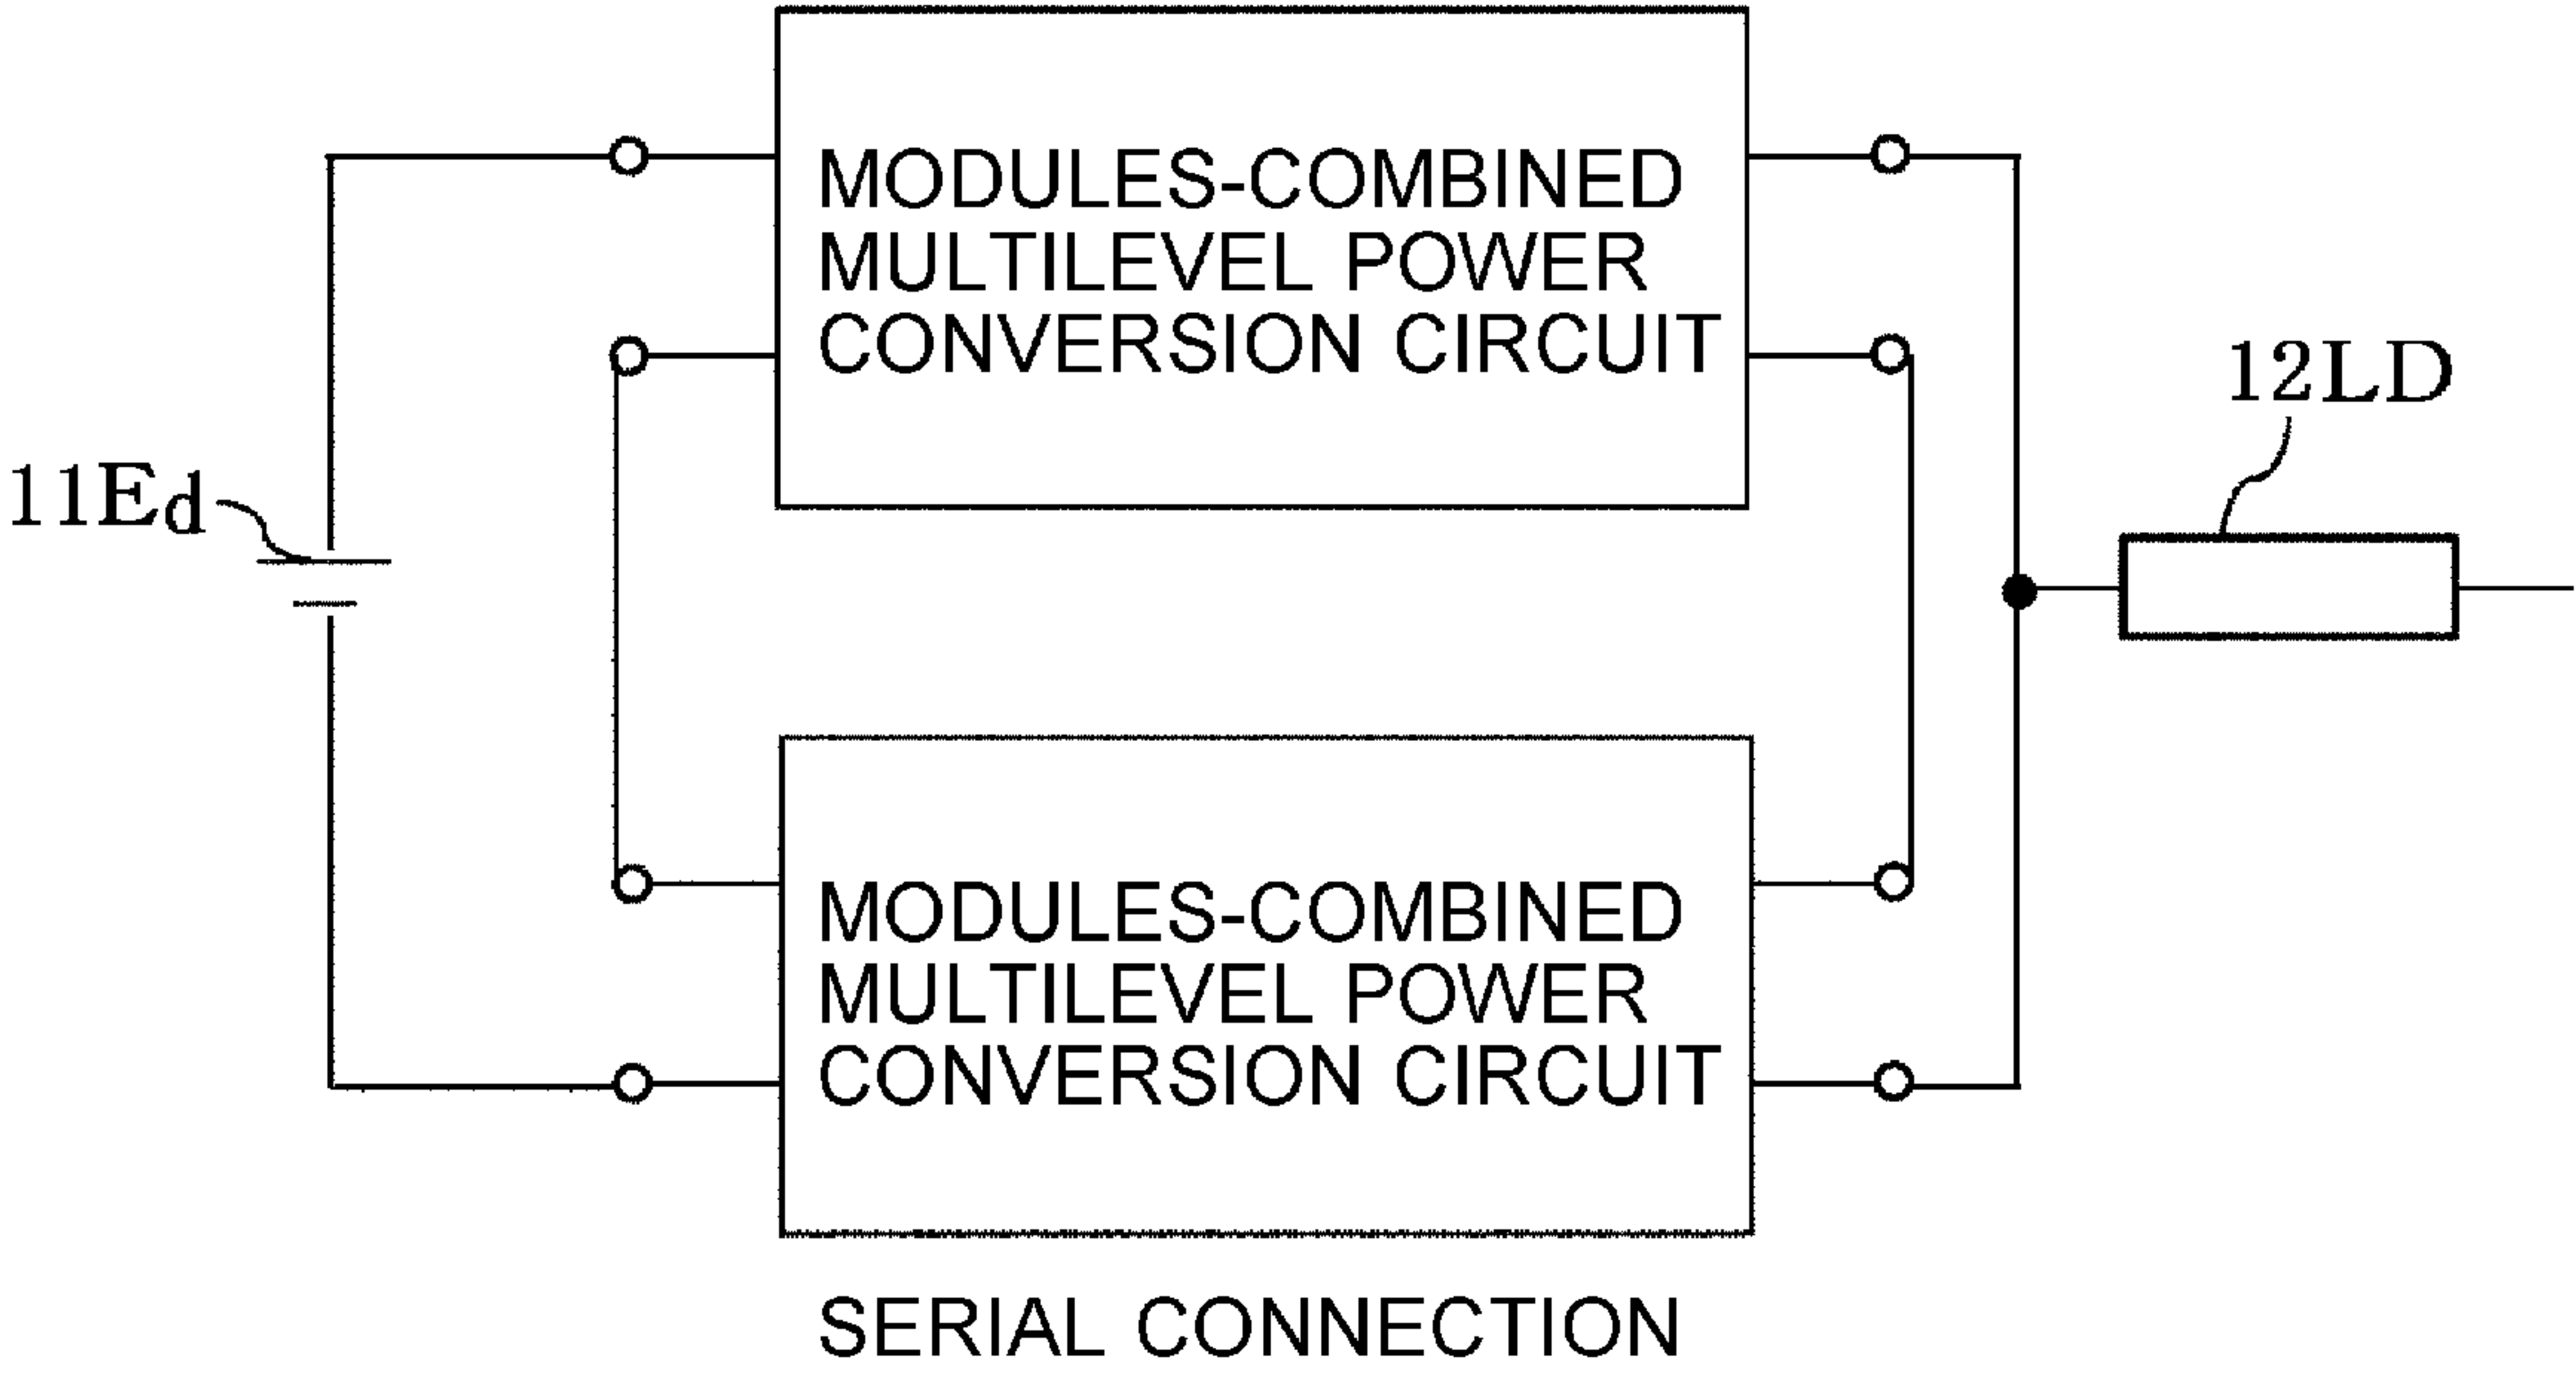 MODULES-COMBINED
MULTILEVEL POWER
CONVERSION CIRCUIT
12LD
11Ed
MODULES-COMBINED
MULTILEVEL POWER
CONVERSION CIRCUIT
SERIAL CONNECTION